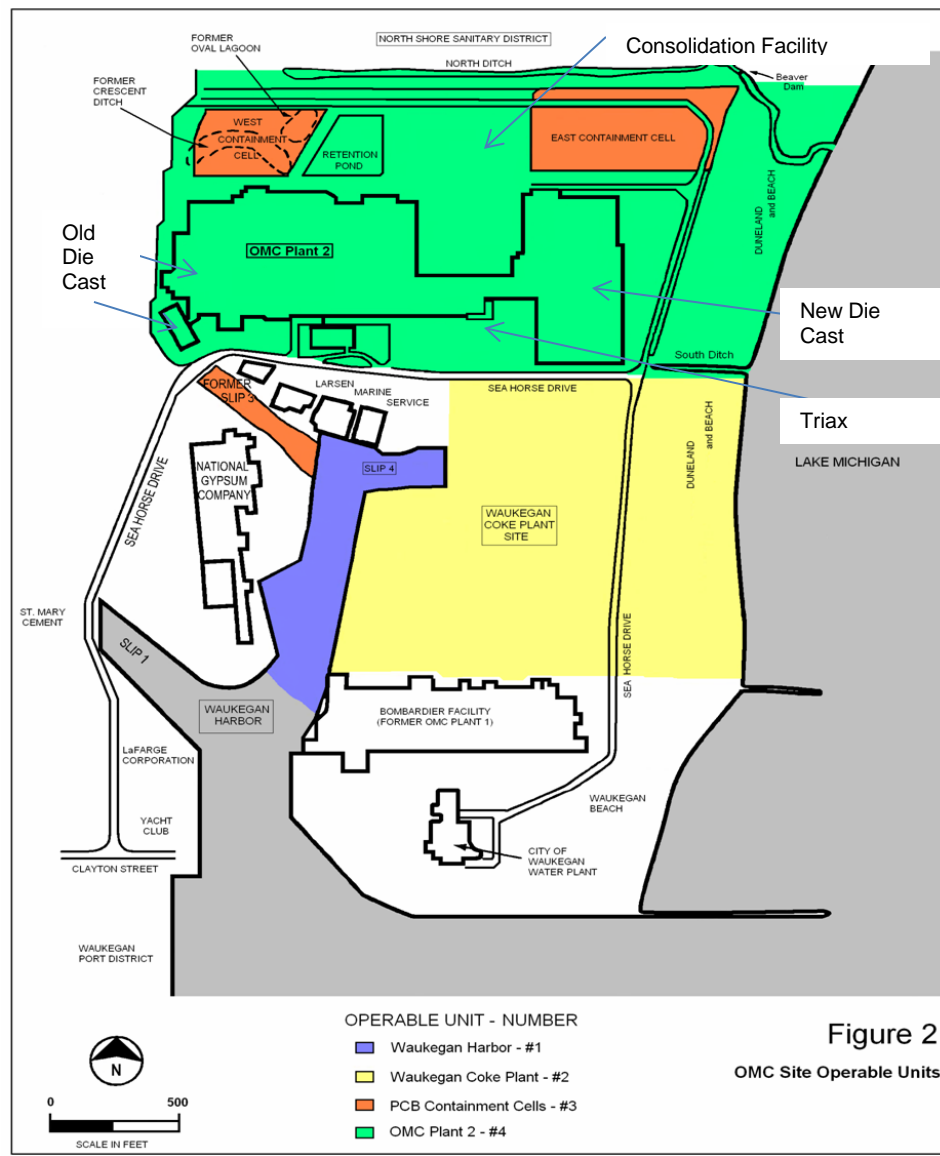 FORMER
OVAL LAGOON
NORTH SHORE SANITARY DISTRICT
Consolidation Facility
NORTH DITCH
Beaver
Dam
FORMER
CRESCENT
DITCH
WEST
CONTAINMENT
CELL
RETENTION
POND
EAST CONTAINMENT CELL
DUNELAND
and BEACH
Old
Die
Cast
OMC Plant 2
New Die
Cast
South Ditch
Triax
FORMER
SLIP 3
LARSEN
MARINE
SERVICE
SEA HORSE DRIVE
SLIP 4
NATIONAL
GYPSUM
COMPANY
SEA HORSE DRIVE
WAUKEGAN
COKE PLANT
SITE
DUNELAND
and BEACH
LAKE MICHIGAN
ST. MARY
CEMENT
SLIP 1
SEA HORSE DRIVE
WAUKEGAN
HARBOR
BOMBARDIER FACILITY
(FORMER OMC PLANT 1)
LaFARGE
CORPORATION
YACHT
CLUB
WAUKEGAN
BEACH
CLAYTON STREET
CITY OF
WAUKEGAN
WATER PLANT
WAUKEGAN
PORT DISTRICT
OPERABLE UNIT - NUMBER
Waukegan Harbor - #1
Waukegan Coke Plant - #2
PCB Containment Cells - #3
OMC Plant 2 - #4
N
0 500
SCALE IN FEET
Figure 2
OMC Site Operable Units